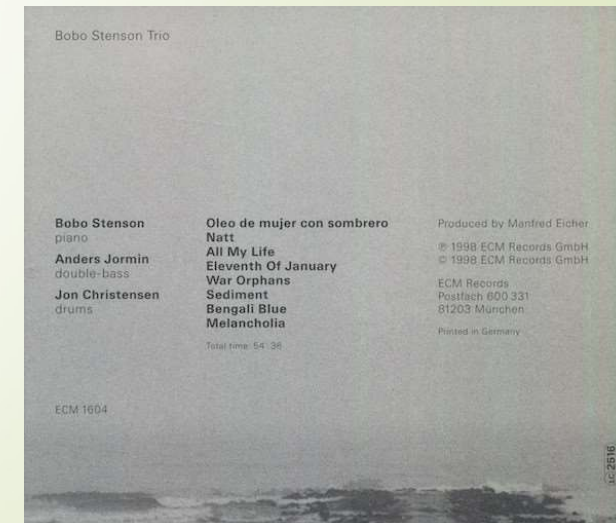 Bobo Stenson Trio
Bobo Stenson
piano
Anders Jormin
double-bass
Jon Christensen
drums
Oleo de mujer con sombrero
Natt
All My Life
Eleventh Of January
War Orphans
Sediment
Bengali Blue
Melancholia
Total time: 54:36
Produced by Manfred Eicher
℗ 1998 ECM Records GmbH
© 1998 ECM Records GmbH
ECM Records
Postfach 600 331
81203 München
Printed in Germany
ECM 1604
LC 2516